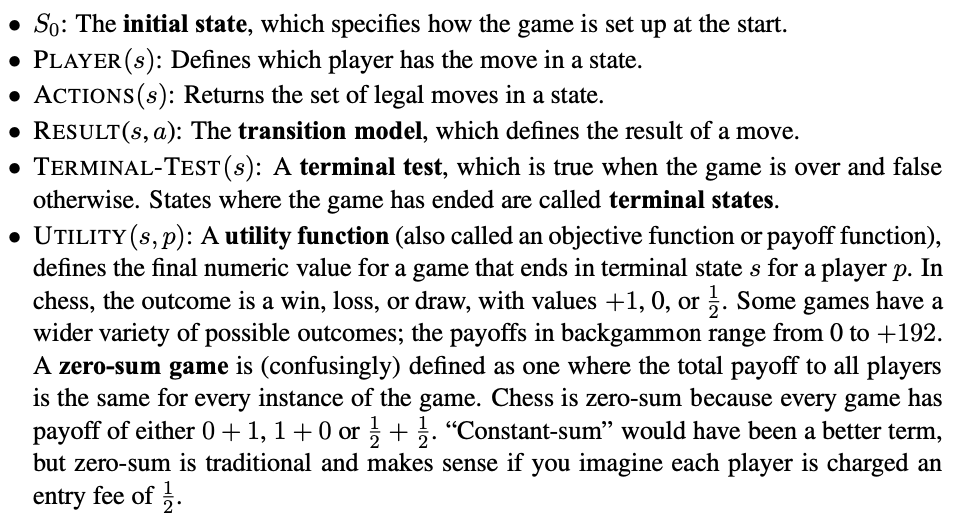 • S₀: The initial state, which specifies how the game is set up at the start.
• PLAYER(s): Defines which player has the move in a state.
• ACTIONS(s): Returns the set of legal moves in a state.
• RESULT(s, a): The transition model, which defines the result of a move.
• TERMINAL-TEST(s): A terminal test, which is true when the game is over and false
otherwise. States where the game has ended are called terminal states.
• UTILITY(s, p): A utility function (also called an objective function or payoff function),
defines the final numeric value for a game that ends in terminal state s for a player p. In
chess, the outcome is a win, loss, or draw, with values +1, 0, or ½. Some games have a
wider variety of possible outcomes; the payoffs in backgammon range from 0 to +192.
A zero-sum game is (confusingly) defined as one where the total payoff to all players
is the same for every instance of the game. Chess is zero-sum because every game has
payoff of either 0 + 1, 1 + 0 or ½ + ½. “Constant-sum” would have been a better term,
but zero-sum is traditional and makes sense if you imagine each player is charged an
entry fee of ½.